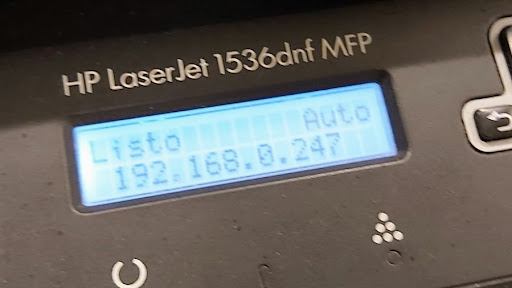 HP LaserJet 1536dnf MFP
Listo Auto
192.168.0.247